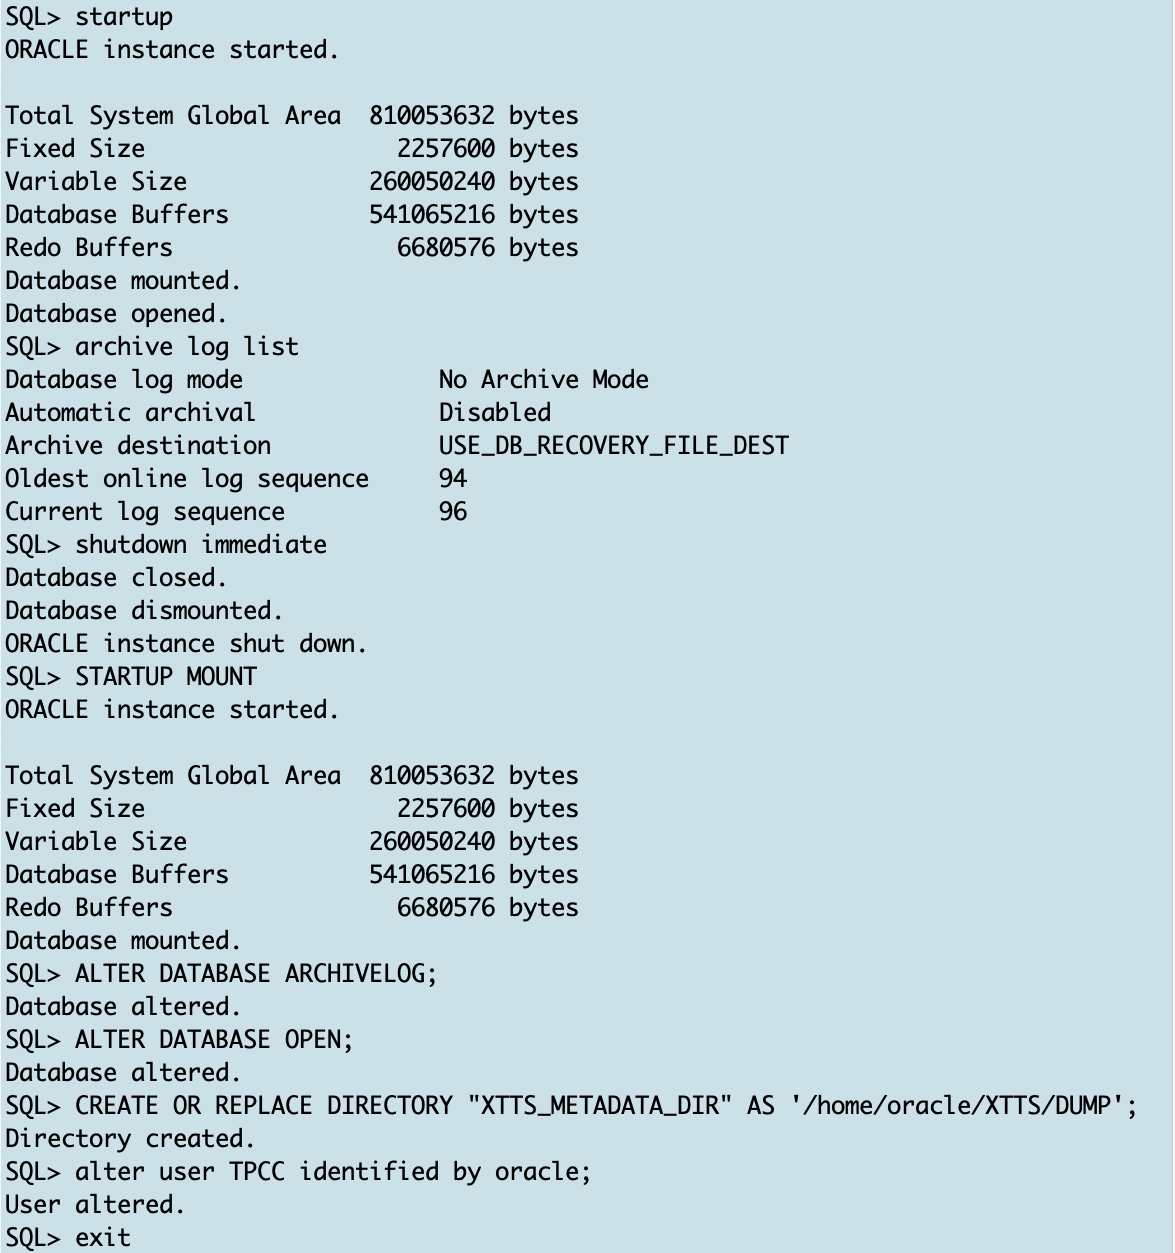 SQL> startup
ORACLE instance started.
Total System Global Area  810053632 bytes
Fixed Size                  2257600 bytes
Variable Size             260050240 bytes
Database Buffers          541065216 bytes
Redo Buffers                6680576 bytes
Database mounted.
Database opened.
SQL> archive log list
Database log mode              No Archive Mode
Automatic archival             Disabled
Archive destination            USE_DB_RECOVERY_FILE_DEST
Oldest online log sequence     94
Current log sequence           96
SQL> shutdown immediate
Database closed.
Database dismounted.
ORACLE instance shut down.
SQL> STARTUP MOUNT
ORACLE instance started.
Total System Global Area  810053632 bytes
Fixed Size                  2257600 bytes
Variable Size             260050240 bytes
Database Buffers          541065216 bytes
Redo Buffers                6680576 bytes
Database mounted.
SQL> ALTER DATABASE ARCHIVELOG;
Database altered.
SQL> ALTER DATABASE OPEN;
Database altered.
SQL> CREATE OR REPLACE DIRECTORY "XTTS_METADATA_DIR" AS '/home/oracle/XTTS/DUMP';
Directory created.
SQL> alter user TPCC identified by oracle;
User altered.
SQL> exit